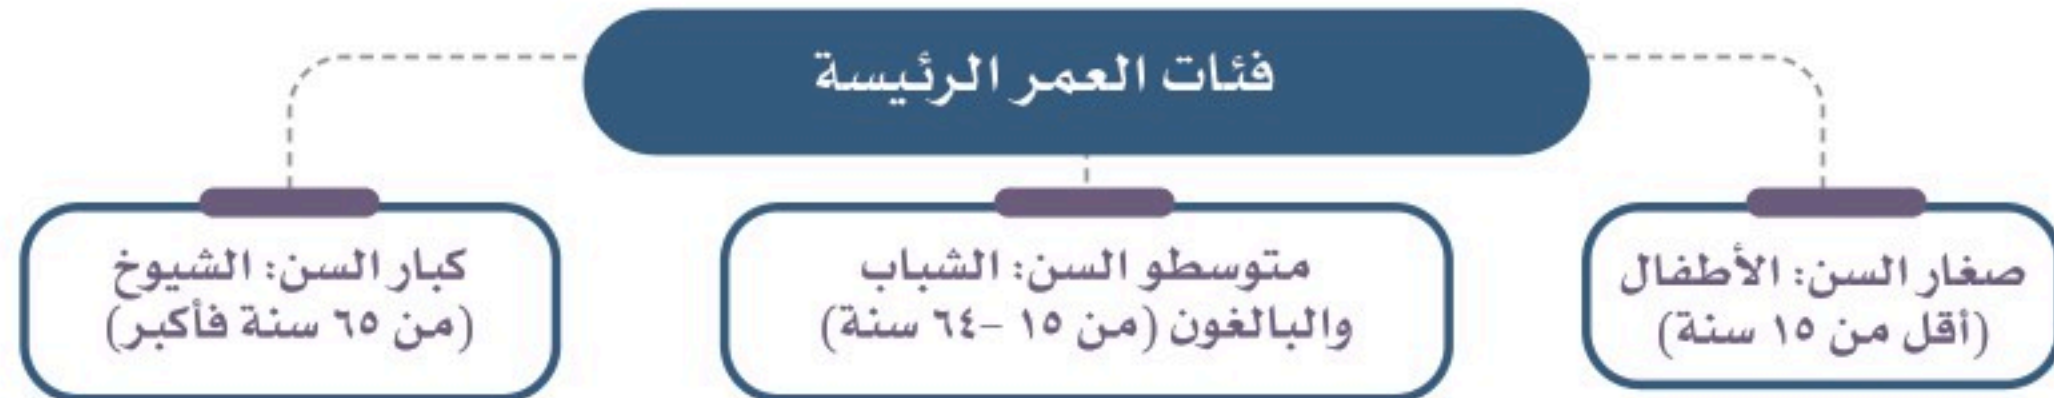 فئات العمر الرئيسة
صغار السن: الأطفال
(أقل من ١٥ سنة)
متوسطو السن: الشباب
والبالغون (من ١٥ –٦٤ سنة)
كبار السن: الشيوخ
(من ٦٥ سنة فأكبر)